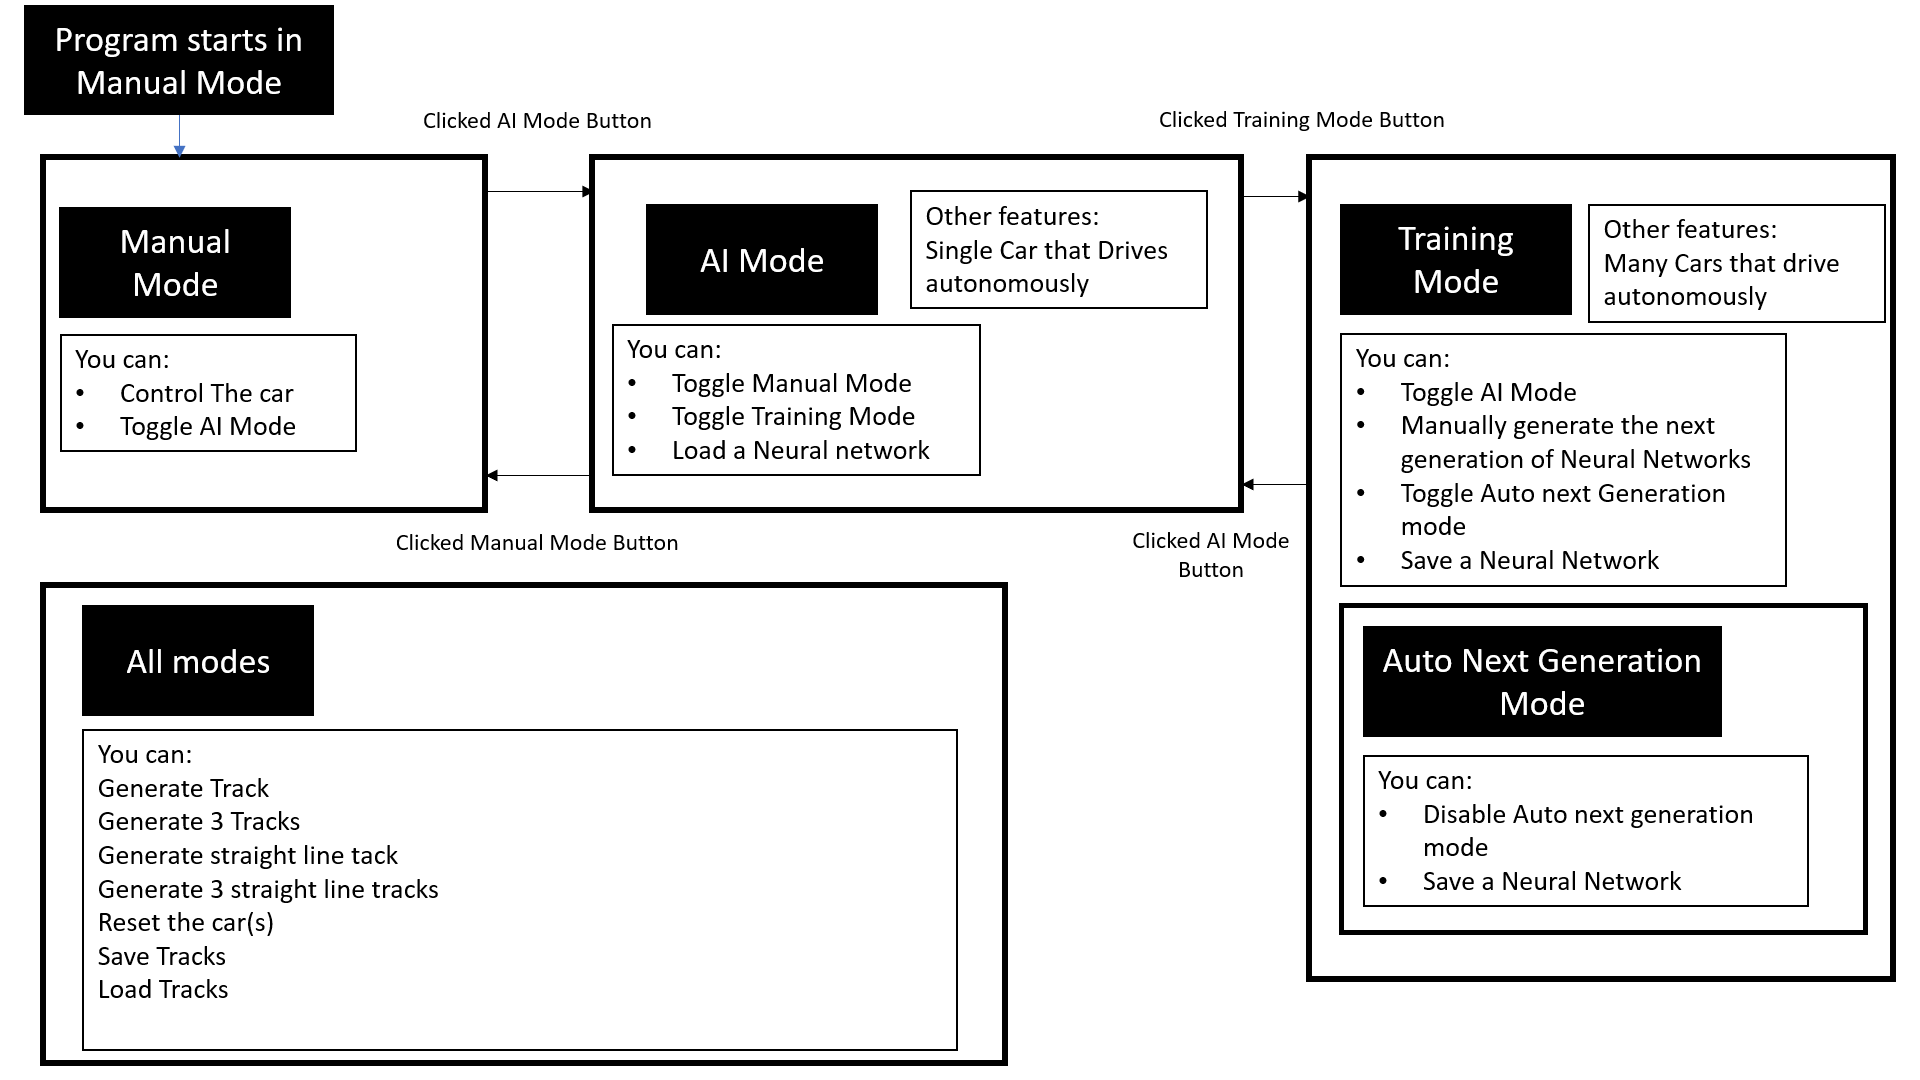 Program starts in
Manual Mode
Clicked AI Mode Button
Clicked Training Mode Button
Manual
Mode
You can:
• Control The car
• Toggle AI Mode
AI Mode
Other features:
Single Car that Drives
autonomously
You can:
• Toggle Manual Mode
• Toggle Training Mode
• Load a Neural network
Training
Mode
Other features:
Many Cars that drive
autonomously
You can:
• Toggle AI Mode
• Manually generate the next
generation of Neural Networks
• Toggle Auto next Generation
mode
• Save a Neural Network
Clicked Manual Mode Button
Clicked AI Mode
Button
All modes
You can:
Generate Track
Generate 3 Tracks
Generate straight line tack
Generate 3 straight line tracks
Reset the car(s)
Save Tracks
Load Tracks
Auto Next Generation
Mode
You can:
• Disable Auto next generation
mode
• Save a Neural Network